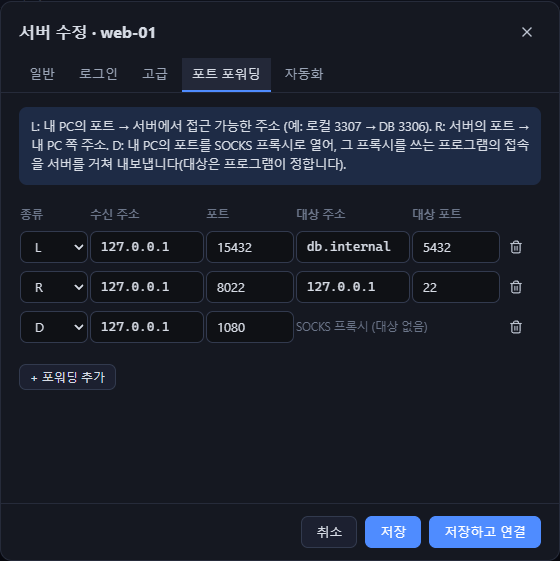 서버 수정 · web-01
일반 로그인 고급 포트 포워딩 자동화
L: 내 PC의 포트 → 서버에서 접근 가능한 주소 (예: 로컬 3307 → DB 3306). R: 서버의 포트 →
내 PC 쪽 주소. D: 내 PC의 포트를 SOCKS 프록시로 열어, 그 프록시를 쓰는 프로그램의 접속
을 서버를 거쳐 내보냅니다(대상은 프로그램이 정합니다).
종류 수신 주소 포트 대상 주소 대상 포트
L 127.0.0.1 15432 db.internal 5432
R 127.0.0.1 8022 127.0.0.1 22
D 127.0.0.1 1080 SOCKS 프록시 (대상 없음)
+ 포워딩 추가
취소 저장 저장하고 연결